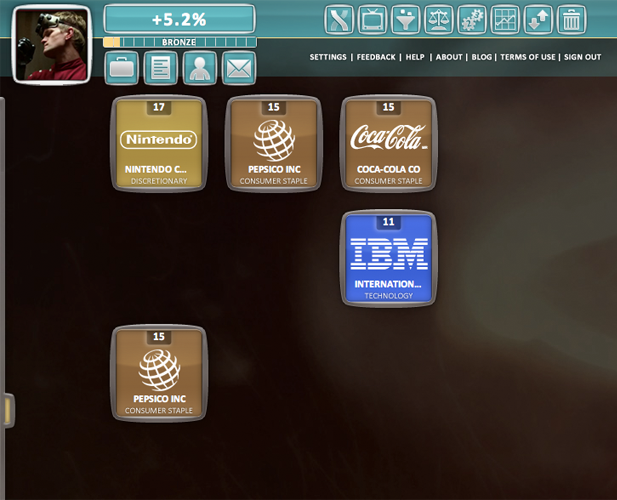 +5.2%
BRONZE
SETTINGS | FEEDBACK | HELP | ABOUT | BLOG | TERMS OF USE | SIGN OUT
17
Nintendo
NINTENDO C...
DISCRETIONARY
15
PEPSICO INC
CONSUMER STAPLE
15
Coca-Cola
COCA-COLA CO
CONSUMER STAPLE
11
IBM
INTERNATION...
TECHNOLOGY
15
PEPSICO INC
CONSUMER STAPLE